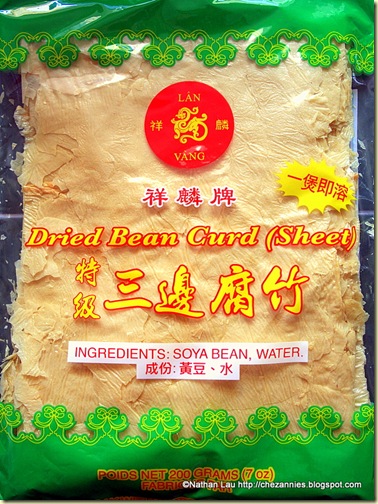 LÂN
祥 麟
VÀNG
祥麟牌
一煲即溶
Dried Bean Curd (Sheet)
特級 三邊腐竹
INGREDIENTS: SOYA BEAN, WATER.
成份: 黃豆、水
POIDS NET 200 GRAMS (7 oz)
©Nathan Lau http://chezannies.blogspot.com